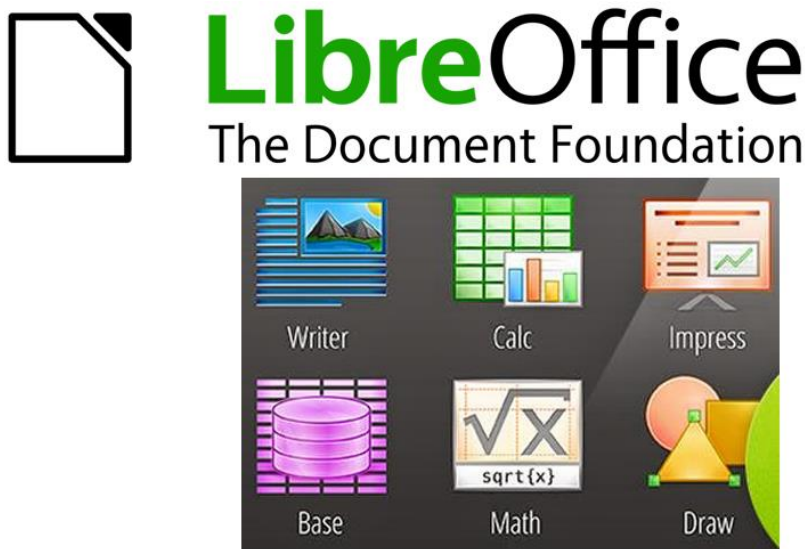 LibreOffice
The Document Foundation
Writer
Calc
Impress
sqrt{x}
Base
Math
Draw